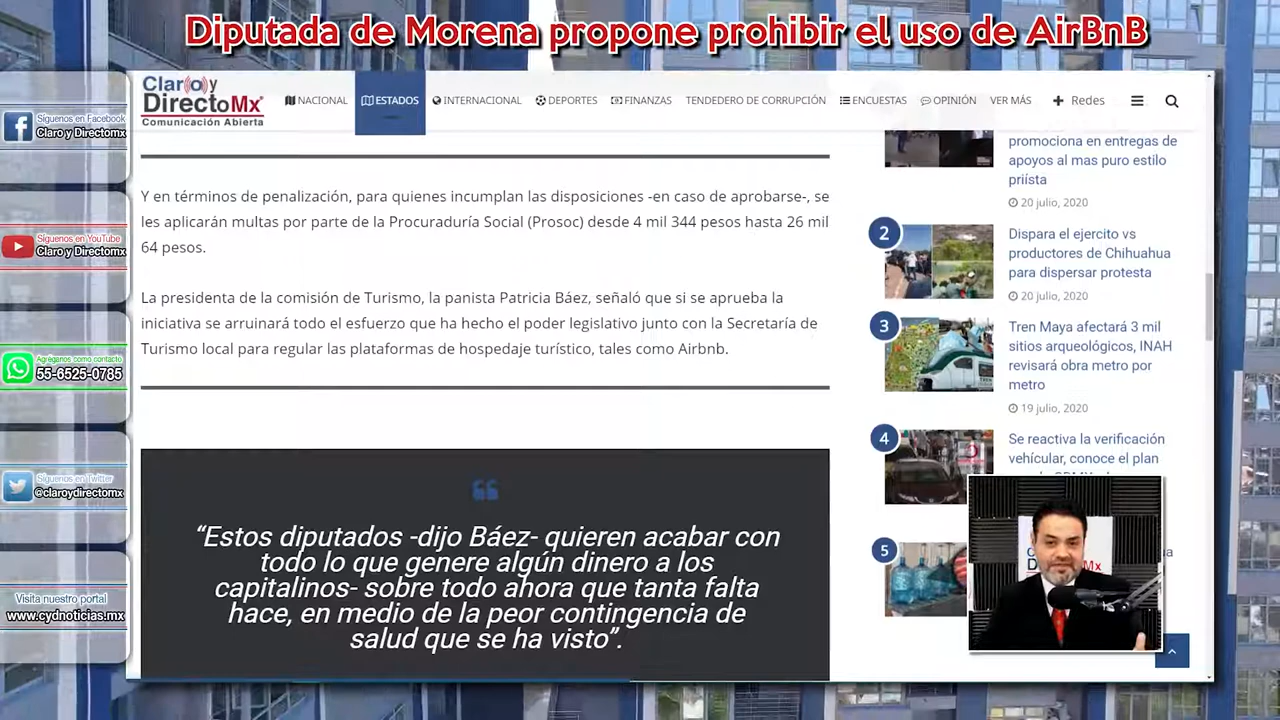 Diputada de Morena propone prohibir el uso de AirBnB
Síguenos en Facebook
Claro y Directomx
Síguenos en YouTube
Claro y Directomx
Agréganos como contacto
55-6525-0785
Síguenos en Twitter
@claroydirectomx
Visita nuestro portal
www.cydnoticias.mx
Claro y
DirectoMx
Comunicación Abierta
NACIONAL
ESTADOS
INTERNACIONAL
DEPORTES
FINANZAS
TENDEDERO DE CORRUPCIÓN
ENCUESTAS
OPINIÓN
VER MÁS
Redes
Y en términos de penalización, para quienes incumplan las disposiciones -en caso de aprobarse-, se
les aplicarán multas por parte de la Procuraduría Social (Prosoc) desde 4 mil 344 pesos hasta 26 mil
64 pesos.
La presidenta de la comisión de Turismo, la panista Patricia Báez, señaló que si se aprueba la
iniciativa se arruinará todo el esfuerzo que ha hecho el poder legislativo junto con la Secretaría de
Turismo local para regular las plataformas de hospedaje turístico, tales como Airbnb.
“Estos diputados -dijo Báez- quieren acabar con
todo lo que genere algún dinero a los
capitalinos- sobre todo ahora que tanta falta
hace, en medio de la peor contingencia de
salud que se ha visto”.
promociona en entregas de
apoyos al mas puro estilo
priísta
20 julio, 2020
2
Dispara el ejercito vs
productores de Chihuahua
para dispersar protesta
20 julio, 2020
3
Tren Maya afectará 3 mil
sitios arqueológicos, INAH
revisará obra metro por
metro
19 julio, 2020
4
Se reactiva la verificación
vehícular, conoce el plan
5